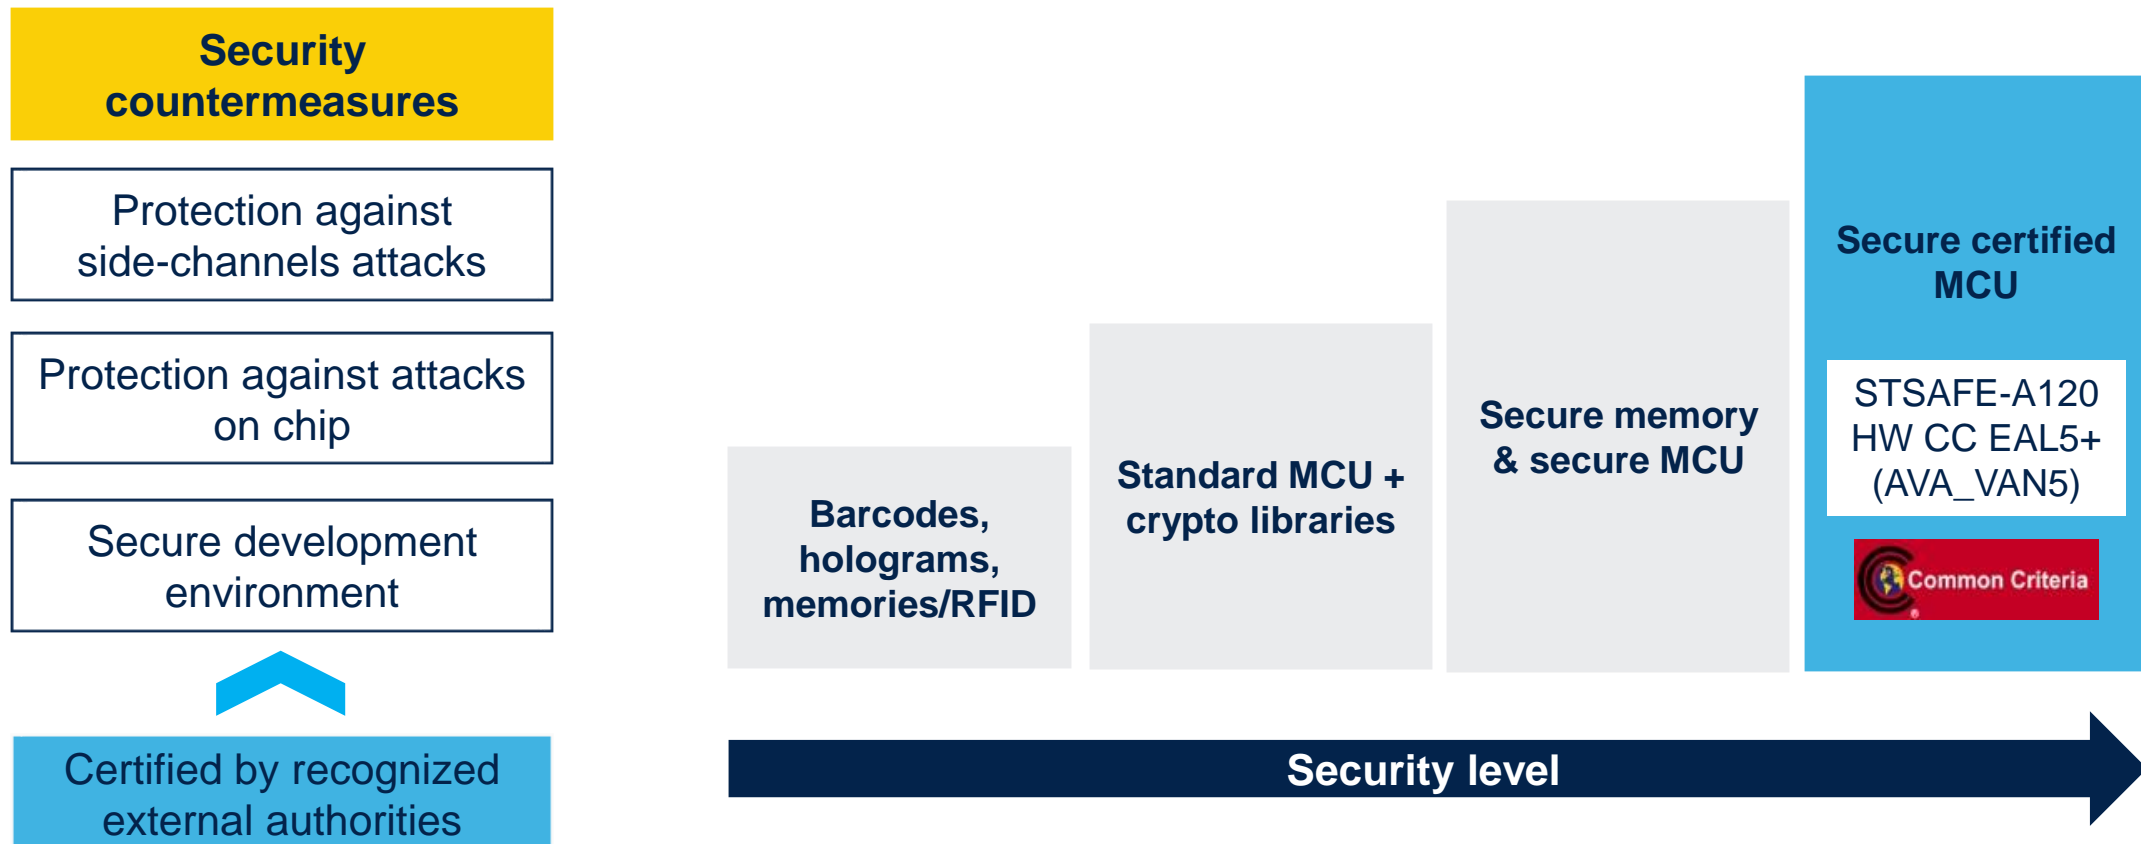 Security
countermeasures
Protection against
side-channels attacks
Protection against attacks
on chip
Secure development
environment
Certified by recognized
external authorities
Barcodes,
holograms,
memories/RFID
Standard MCU +
crypto libraries
Secure memory
& secure MCU
Secure certified
MCU
STSAFE-A120
HW CC EAL5+
(AVA_VAN5)
Common Criteria
®
Security level